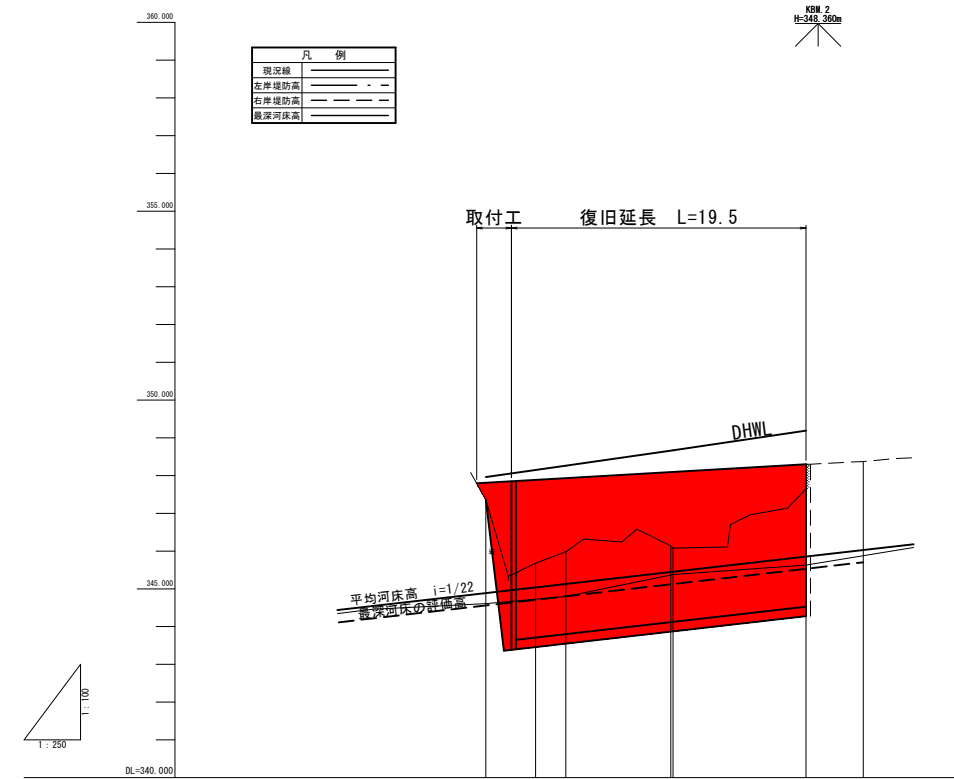 360.000
KBM.2
H=348.360m
凡 例
現況線
左岸堤防高
右岸堤防高
最深河床高
355.000
取付工
復旧延長 L=19.5
350.000
DHWL
345.000
平均河床高 i=1/22
最深河床の評価高
1:100
1:250
DL=340.000